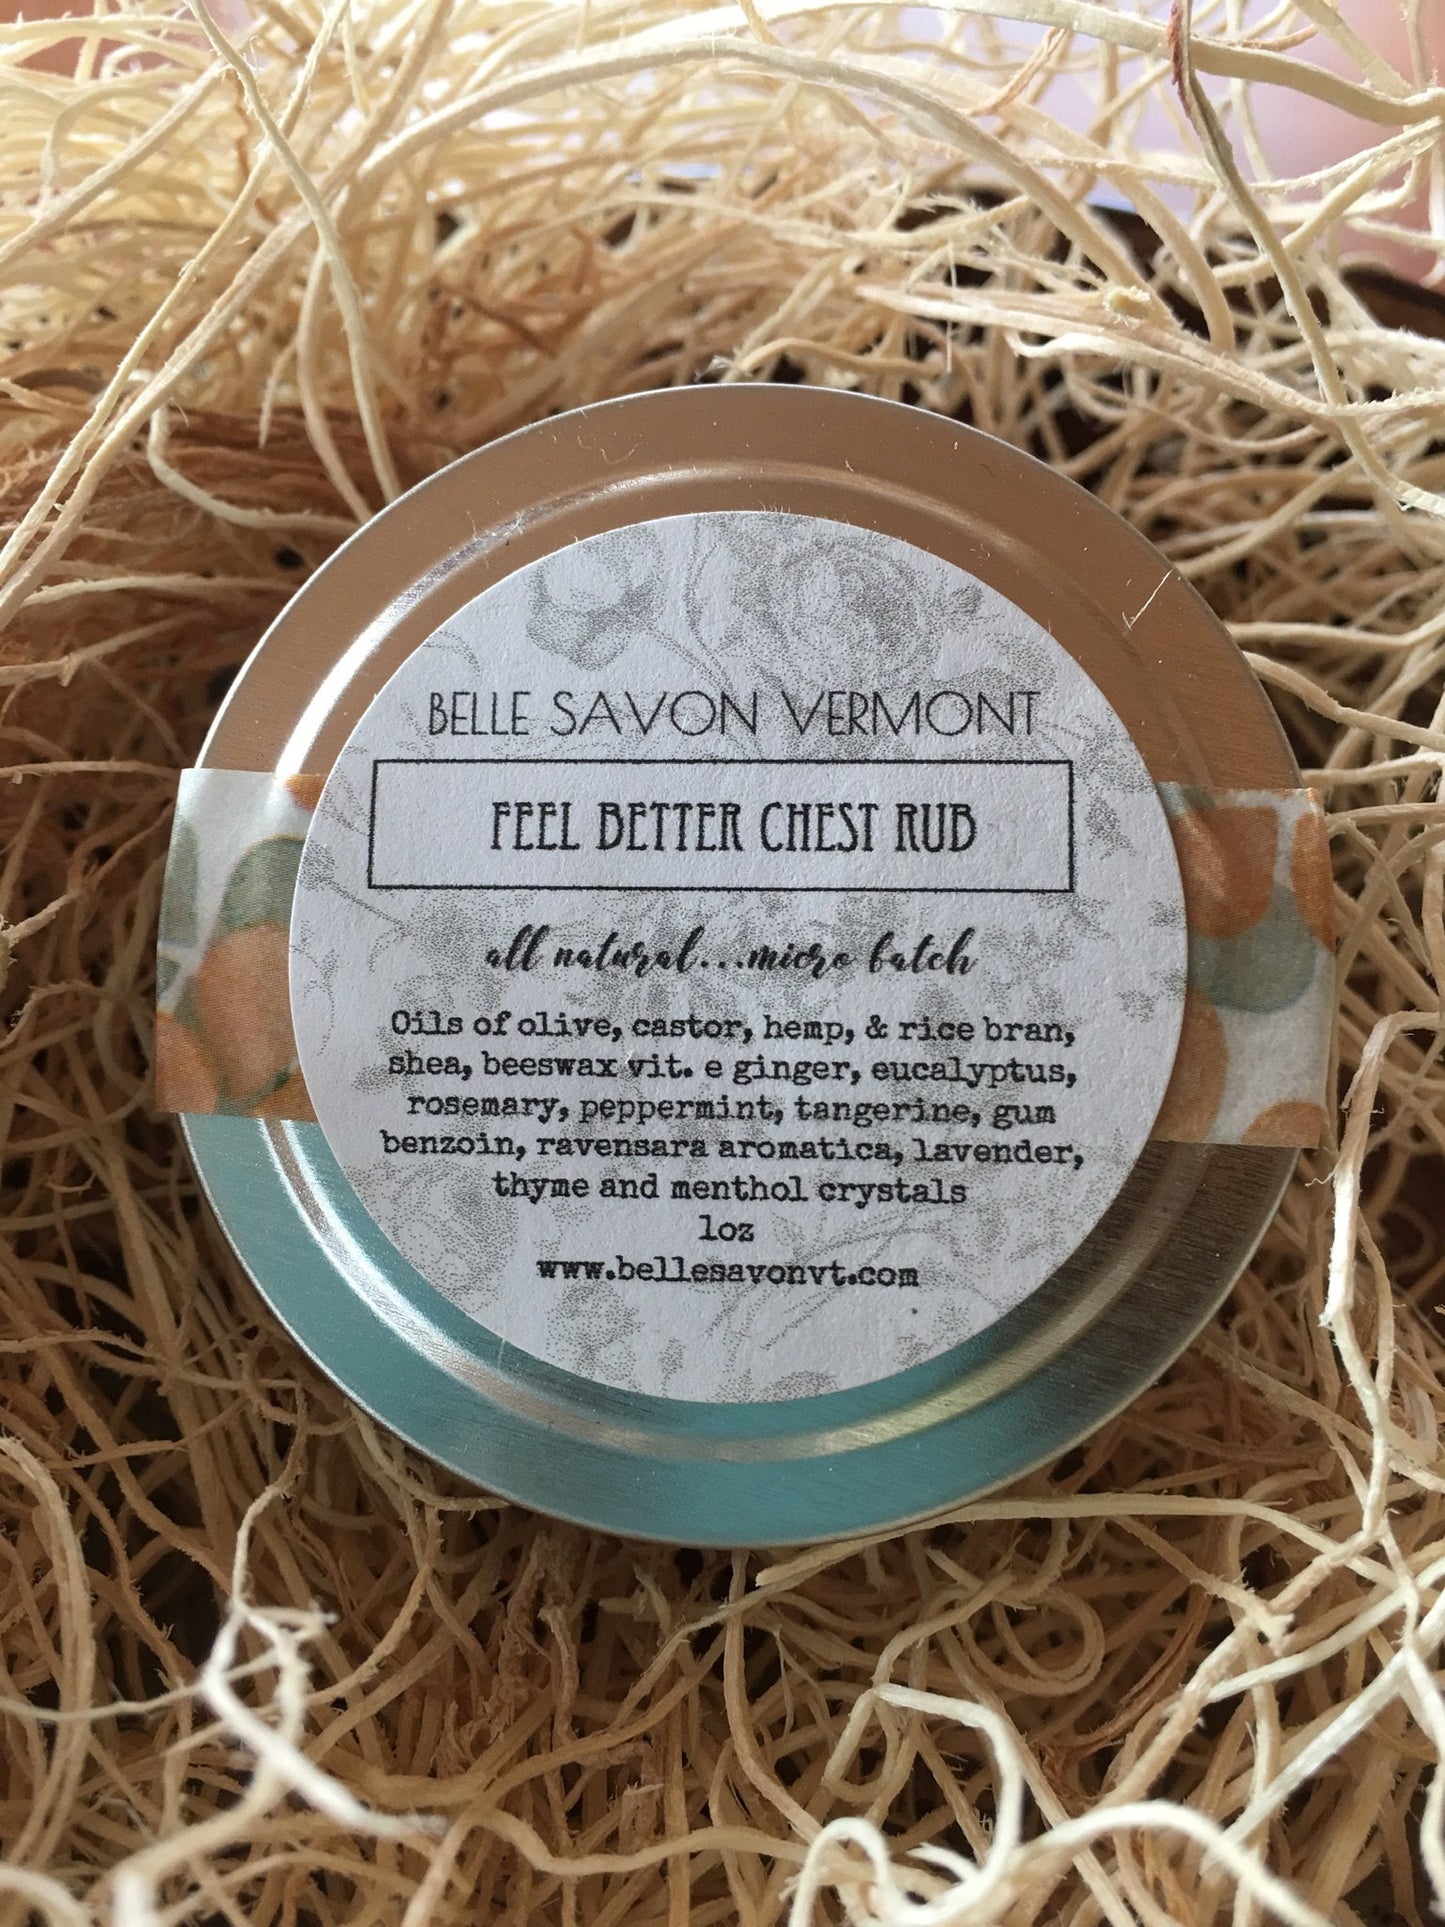 BELLE SAVON VERMONT
FEEL BETTER CHEST RUB
all natural...micro batch
Oils of olive, castor, hemp, & rice bran,
shea, beeswax vit. e ginger, eucalyptus,
rosemary, peppermint, tangerine, gum
benzoin, ravensara aromatica, lavender,
thyme and menthol crystals
1oz
www.bellesavonvt.com